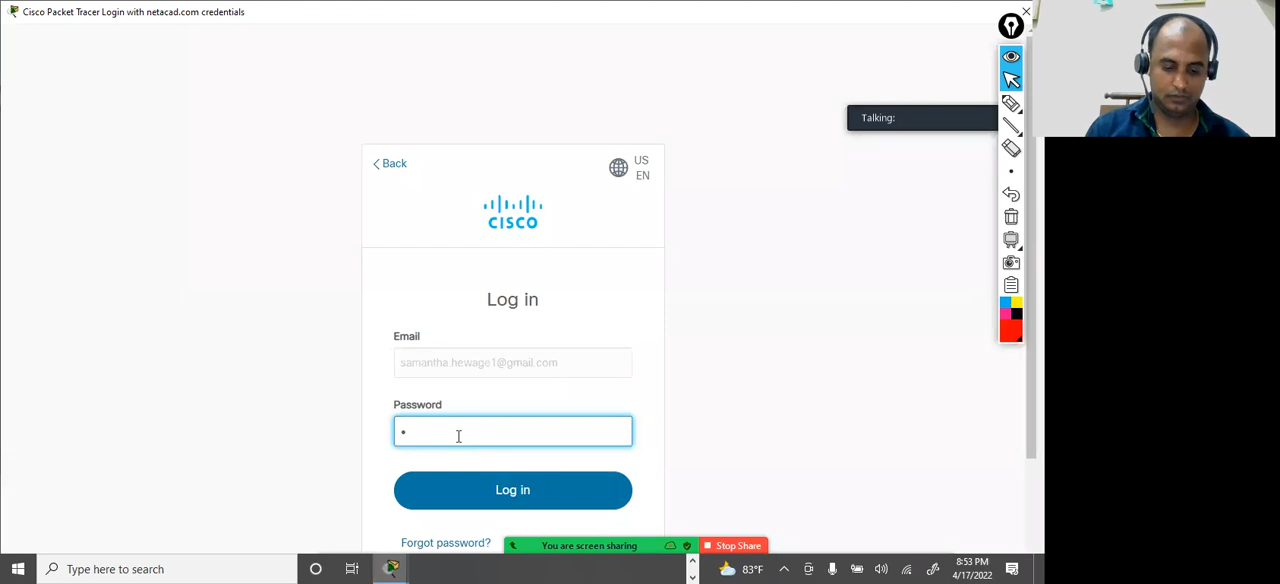 Cisco Packet Tracer Login with netacad.com credentials
Talking:
Back
US
EN
CISCO
Log in
Email
samantha.hewage1@gmail.com
Password
Log in
Forgot password?
You are screen sharing
Stop Share
Type here to search
83°F
8:53 PM
4/17/2022